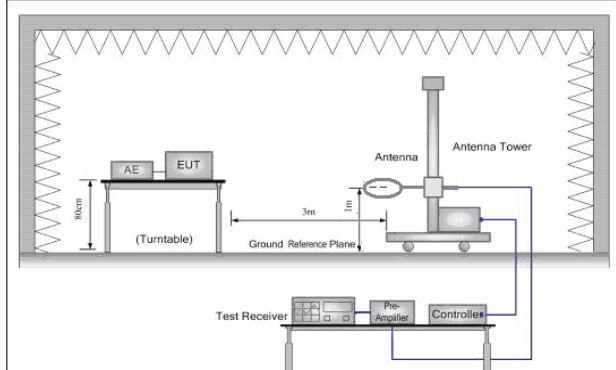 Antenna
Antenna Tower
AE
EUT
80cm
(Turntable)
3m
1m
Ground Reference Plane
Test Receiver
Pre-
Amplifier
Controller